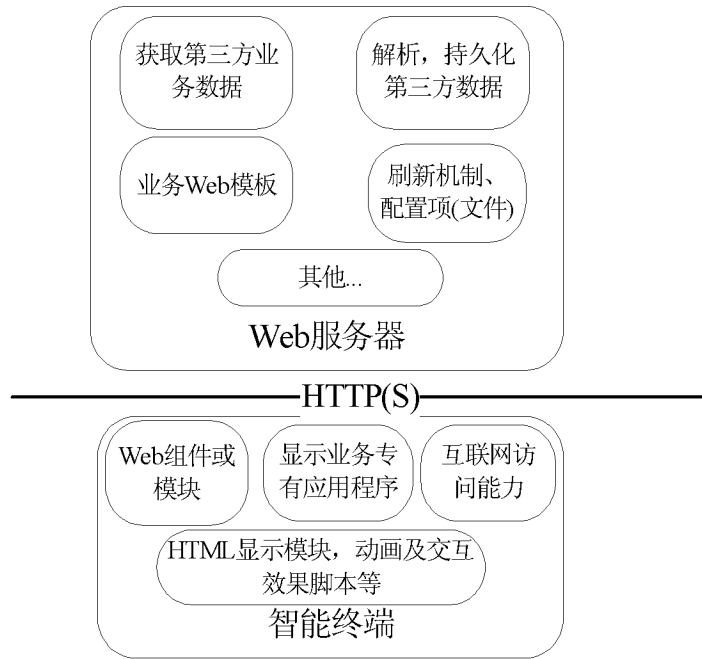 获取第三方业
务数据
解析，持久化
第三方数据
业务Web模板
刷新机制、
配置项(文件)
其他...
Web服务器
HTTP(S)
Web组件或
模块
显示业务专
有应用程序
互联网访
问能力
HTML显示模块，动画及交互
效果脚本等
智能终端